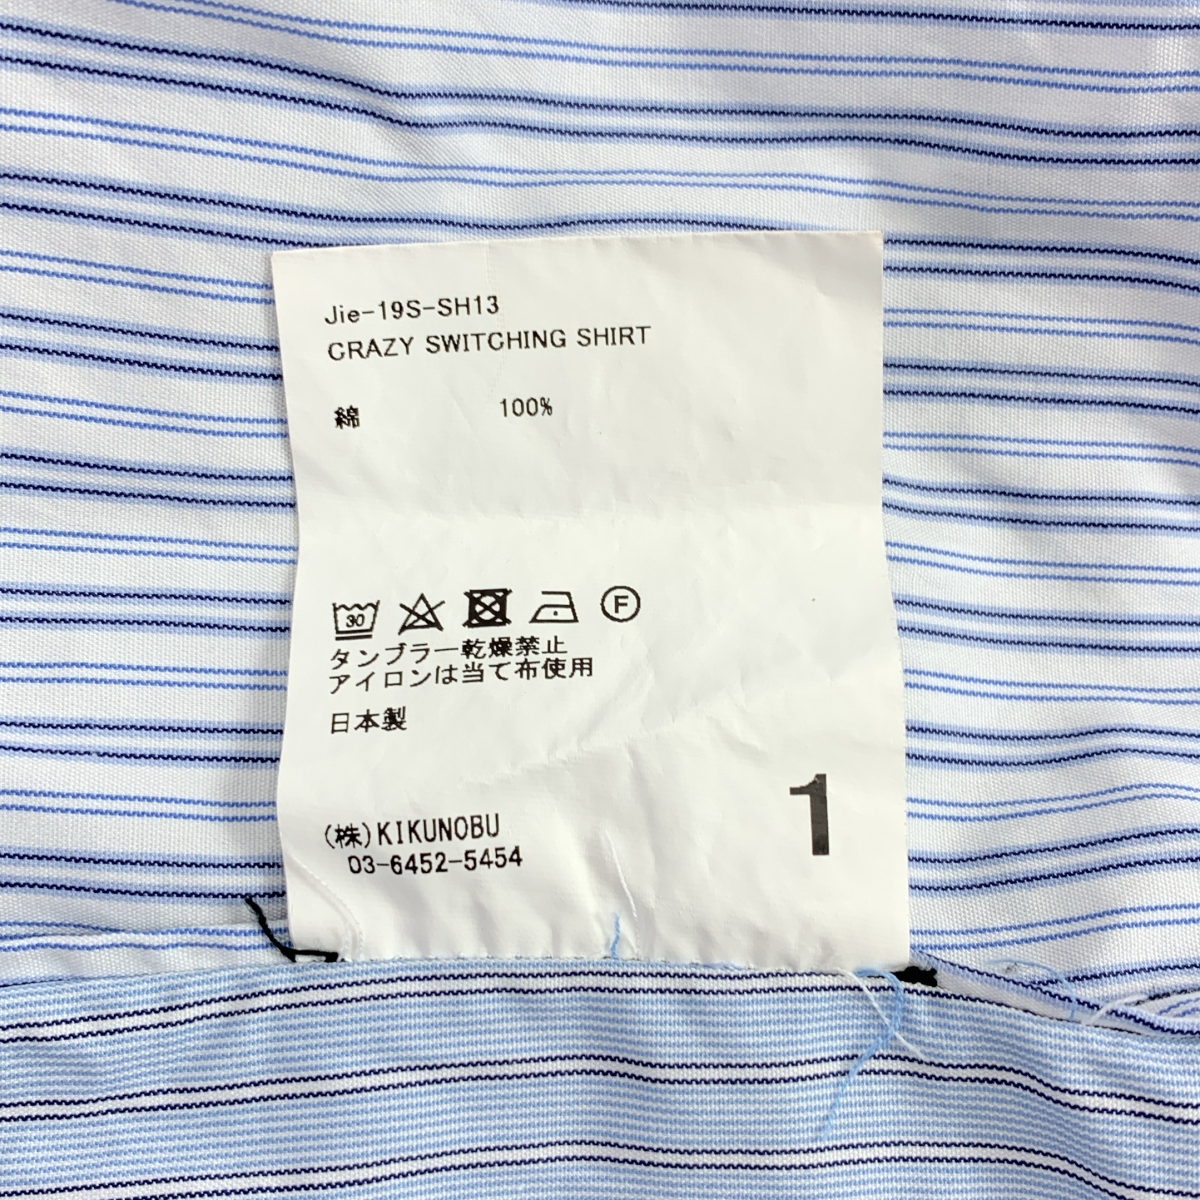 Jie-19S-SH13
CRAZY SWITCHING SHIRT
綿 100%
30 F
タンブラー乾燥禁止
アイロンは当て布使用
日本製
1
(株)KIKUNOBU
03-6452-5454